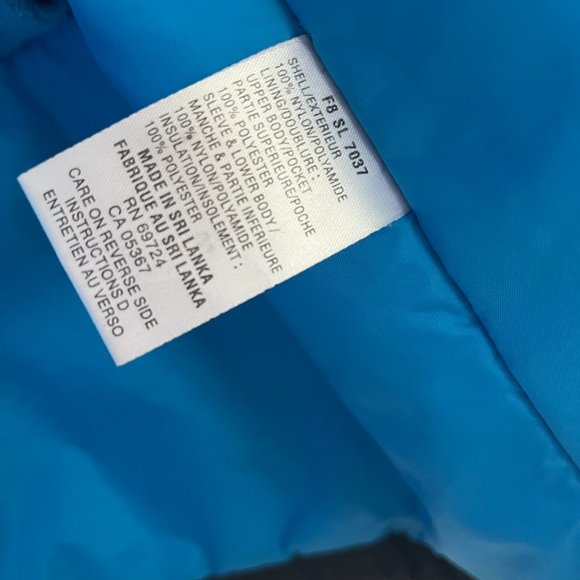 F8 SL 7037
SHELL/EXTERIEUR
100% NYLON/POLYAMIDE
LINING/DOUBLURE :
UPPER BODY/POCKET
PARTIE SUPERIEURE/POCHE
100% POLYESTER
SLEEVE & LOWER BODY/
MANCHE & PARTIE INFERIEURE
100% NYLON/POLYAMIDE
INSULATION/INSOLEMENT :
100% POLYESTER
MADE IN SRI LANKA
FABRIQUE AU SRI LANKA
RN 69724
CA 05367
CARE ON REVERSE SIDE
INSTRUCTIONS D
ENTRETIEN AU VERSO